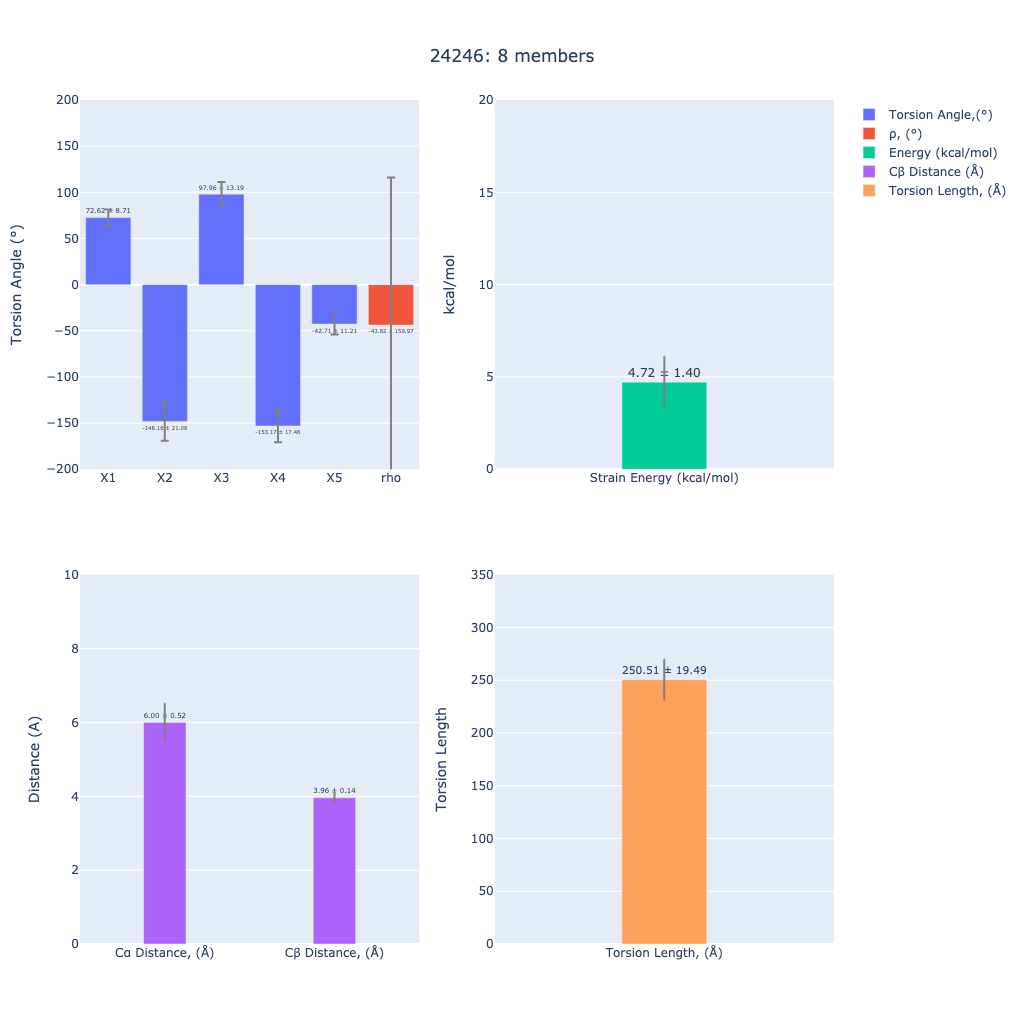 24246: 8 members
200
150
100
50
0
−50
−100
−150
−200
Torsion Angle (°)
72.62 ± 8.71
-148.16 ± 21.06
97.96 ± 13.19
-153.17 ± 17.46
-42.71 ± 11.21
-43.82 ± 159.97
X1
X2
X3
X4
X5
rho
20
15
10
5
0
kcal/mol
4.72 ± 1.40
Strain Energy (kcal/mol)
Torsion Angle,(°)
ρ, (°)
Energy (kcal/mol)
Cβ Distance (Å)
Torsion Length, (Å)
10
8
6
4
2
0
Distance (A)
6.00 ± 0.52
3.96 ± 0.14
Cα Distance, (Å)
Cβ Distance, (Å)
350
300
250
200
150
100
50
0
Torsion Length
250.51 ± 19.49
Torsion Length, (Å)